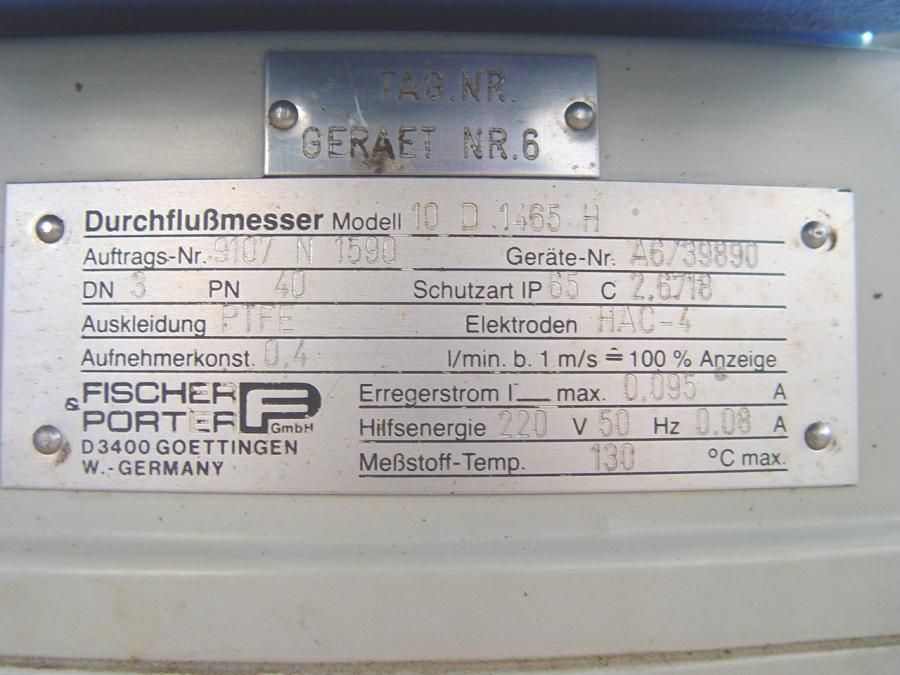 TAG.NR.
GERAET NR.6
Durchflußmesser Modell 10 D 1465 H
Auftrags-Nr. 9107 N 1590 Geräte-Nr. A6/39890
DN 3 PN 40 Schutzart IP 65 C 2.6718
Auskleidung PTFE Elektroden HAC-4
Aufnehmerkonst. 0,4 l/min. b. 1 m/s ≙ 100 % Anzeige
FISCHER
& PORTER GmbH
D3400 GOETTINGEN
W.-GERMANY
Erregerstrom I max. 0.095 A
Hilfsenergie 220 V 50 Hz 0.08 A
Meßstoff-Temp. 130 °C max.